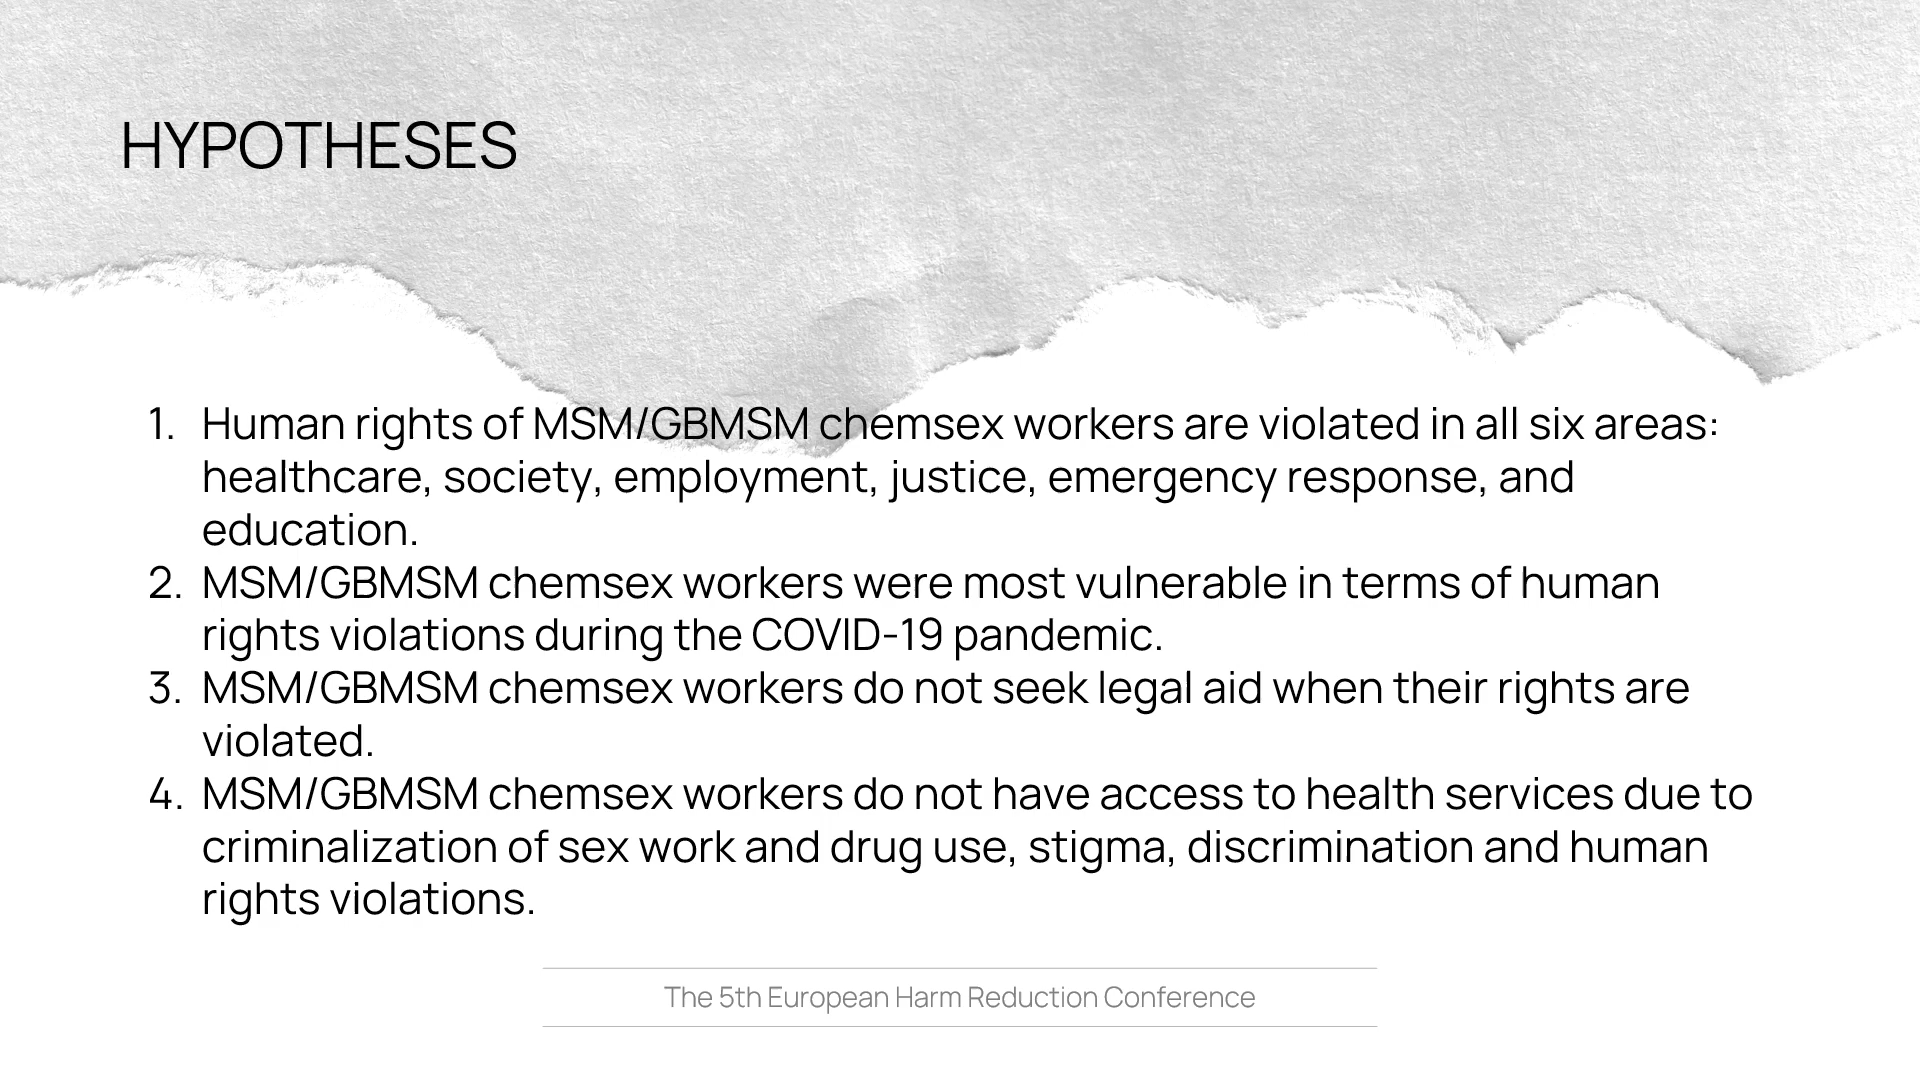 HYPOTHESES
1. Human rights of MSM/GBMSM chemsex workers are violated in all six areas:
healthcare, society, employment, justice, emergency response, and
education.
2. MSM/GBMSM chemsex workers were most vulnerable in terms of human
rights violations during the COVID-19 pandemic.
3. MSM/GBMSM chemsex workers do not seek legal aid when their rights are
violated.
4. MSM/GBMSM chemsex workers do not have access to health services due to
criminalization of sex work and drug use, stigma, discrimination and human
rights violations.
The 5th European Harm Reduction Conference